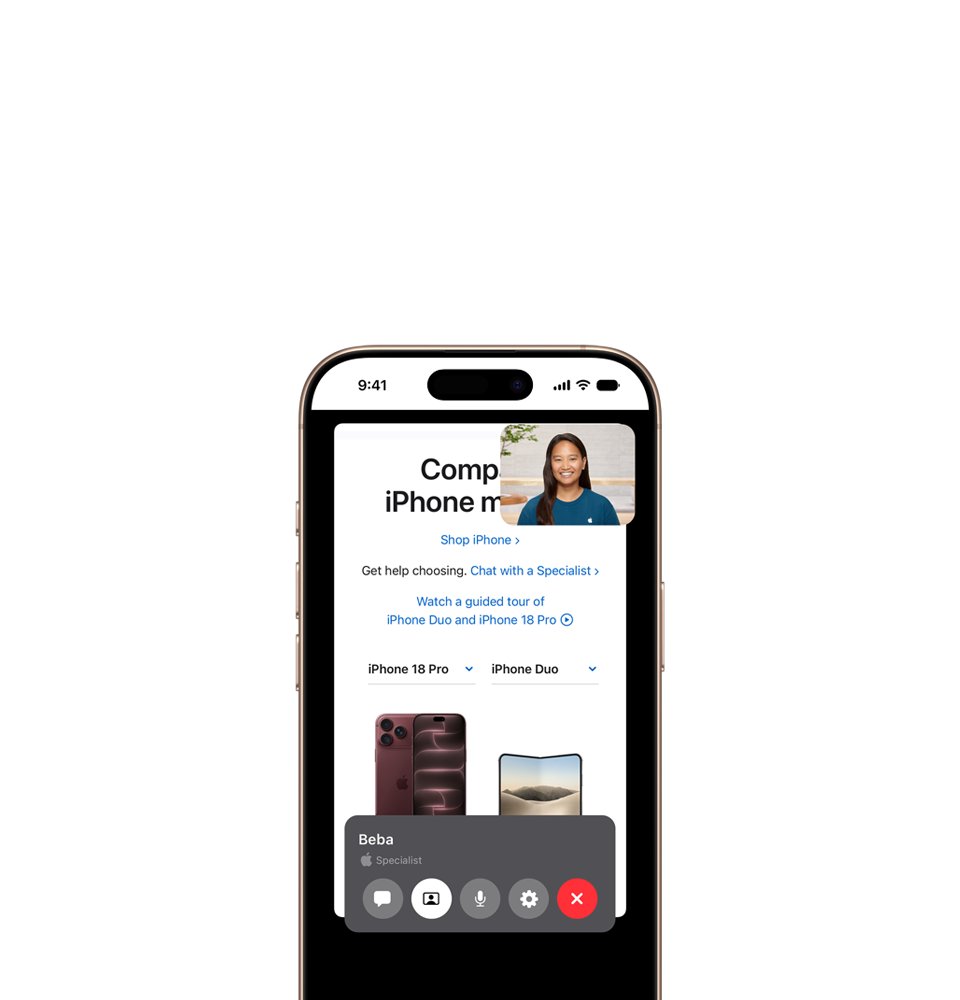 9:41
Comp
iPhone m
Shop iPhone ›
Get help choosing. Chat with a Specialist ›
Watch a guided tour of
iPhone Duo and iPhone 18 Pro
iPhone 18 Pro
iPhone Duo
Beba
Specialist